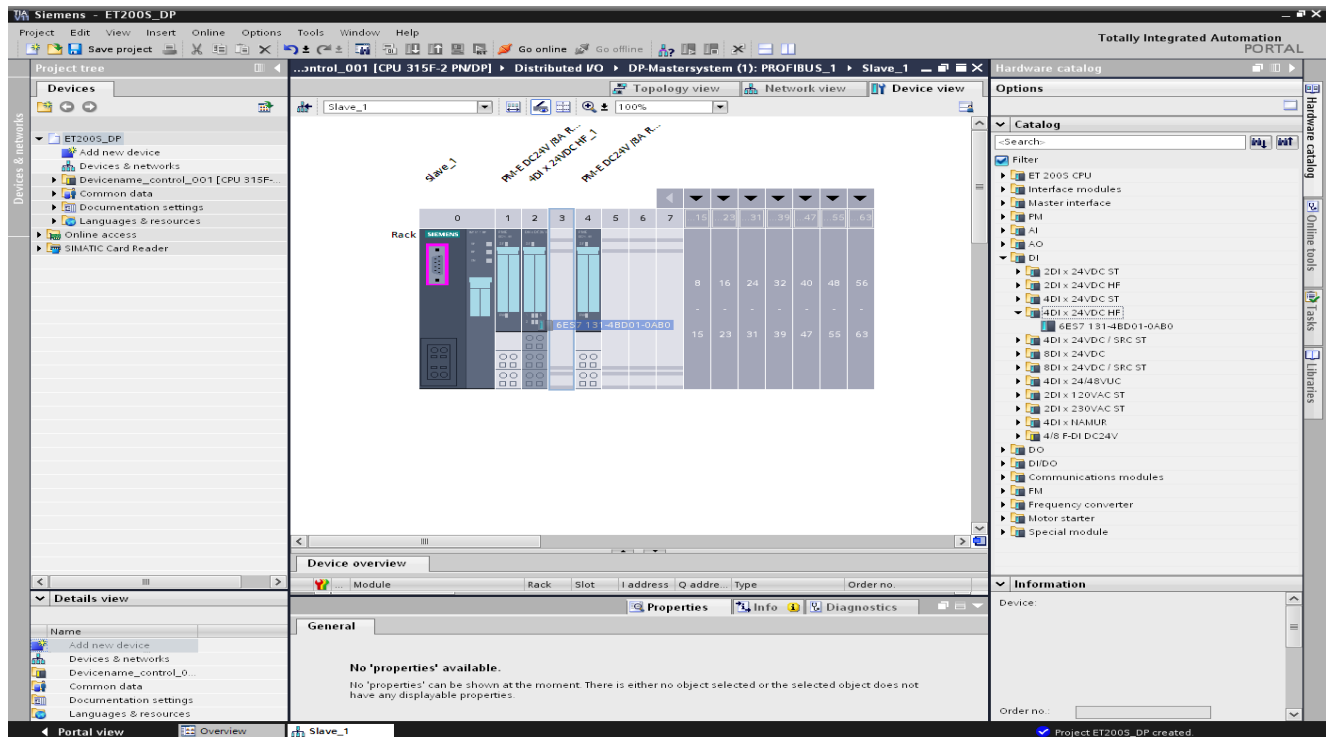 Siemens - ET200S_DP
Project Edit View Insert Online Options Tools Window Help
Save project
Go online
Go offline
Totally Integrated Automation
PORTAL
Project tree
Devices
ET200S_DP
Add new device
Devices & networks
Devicename_control_001 [CPU 315F-...
Common data
Documentation settings
Languages & resources
Online access
SIMATIC Card Reader
Devices & networks
...ontrol_001 [CPU 315F-2 PN/DP] ▸ Distributed I/O ▸ DP-Mastersystem (1): PROFIBUS_1 ▸ Slave_1
Topology view
Network view
Device view
Slave_1
100%
Slave_1
PM-E DC24V /8A R...
4DI x 24VDC HF_1
PM-E DC24V /8A R...
0 1 2 3 4 5 6 7 ..15 ..23 ..31 ..39 ..47 ..55 ..63
Rack
SIEMENS
8 16 24 32 40 48 56
- - - - - - -
15 23 31 39 47 55 63
6ES7 131-4BD01-0AB0
Device overview
... Module Rack Slot I address Q addre... Type Order no.
Properties
Info
Diagnostics
General
No 'properties' available.
No 'properties' can be shown at the moment. There is either no object selected or the selected object does not
have any displayable properties.
Hardware catalog
Options
Catalog
<Search>
Filter
ET 200S CPU
Interface modules
Master interface
PM
AI
AO
DI
2DI x 24VDC ST
2DI x 24VDC HF
4DI x 24VDC ST
4DI x 24VDC HF
6ES7 131-4BD01-0AB0
4DI x 24VDC / SRC ST
8DI x 24VDC
8DI x 24VDC / SRC ST
4DI x 24/48VUC
2DI x 120VAC ST
2DI x 230VAC ST
4DI x NAMUR
4/8 F-DI DC24V
DO
DI/DO
Communications modules
FM
Frequency converter
Motor starter
Special module
Information
Device:
Order no.:
Hardware catalog
Online tools
Tasks
Libraries
Details view
Name
Add new device
Devices & networks
Devicename_control_0...
Common data
Documentation settings
Languages & resources
Portal view
Overview
Slave_1
Project ET200S_DP created.